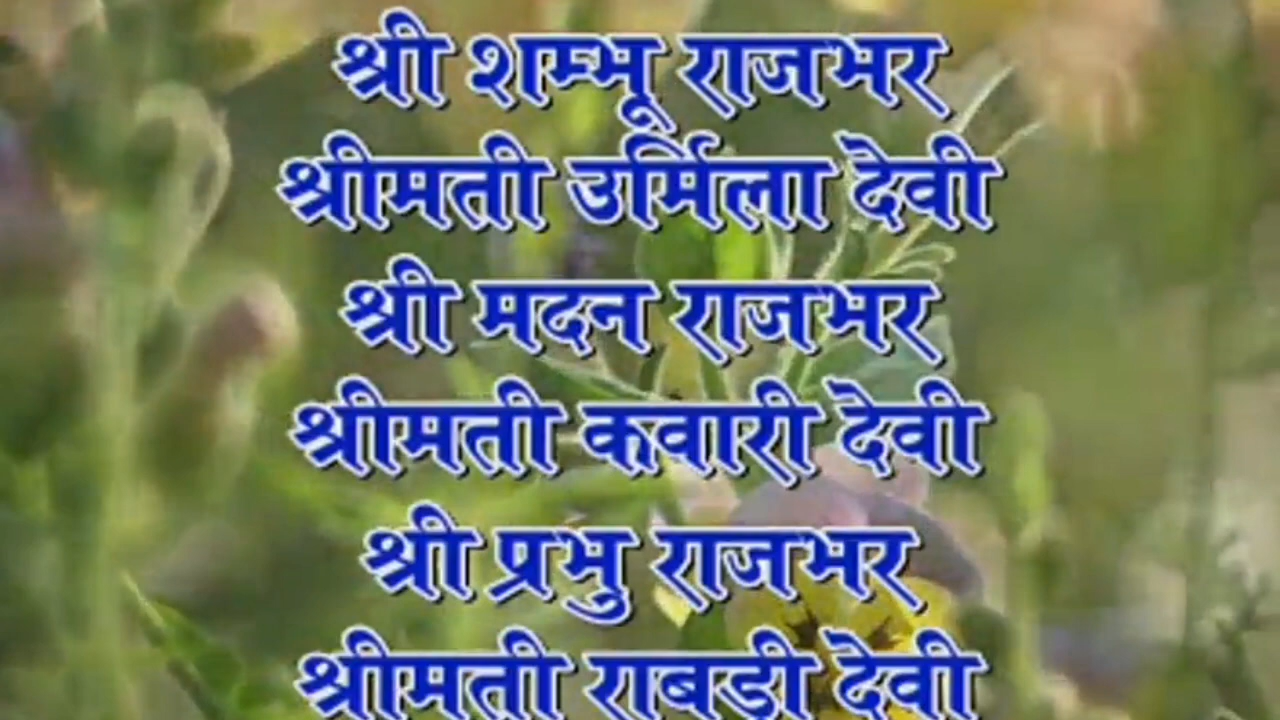 श्री शम्भू राजभर
श्रीमती उर्मिला देवी
श्री मदन राजभर
श्रीमती कवारी देवी
श्री प्रभु राजभर
श्रीमती राबडी देवी